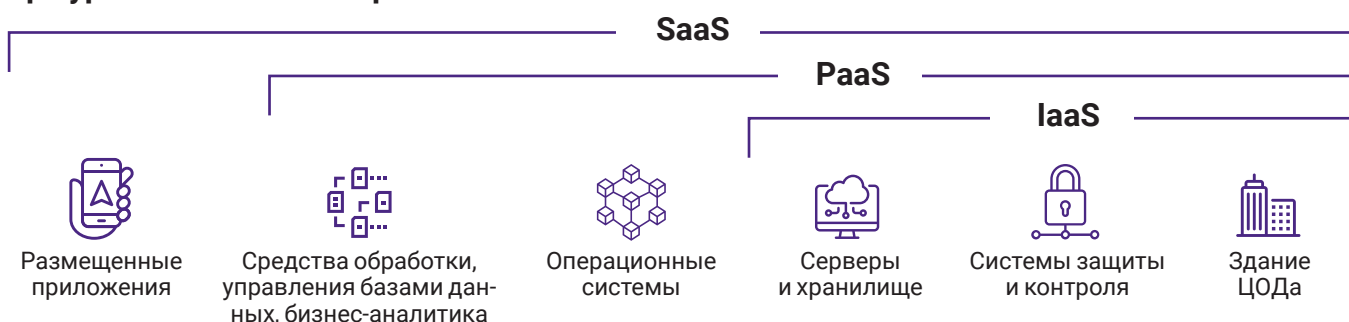 SaaS
PaaS
IaaS
Размещенные
приложения
Средства обработки,
управления базами дан-
ных, бизнес-аналитика
Операционные
системы
Серверы
и хранилище
Системы защиты
и контроля
Здание
ЦОДа